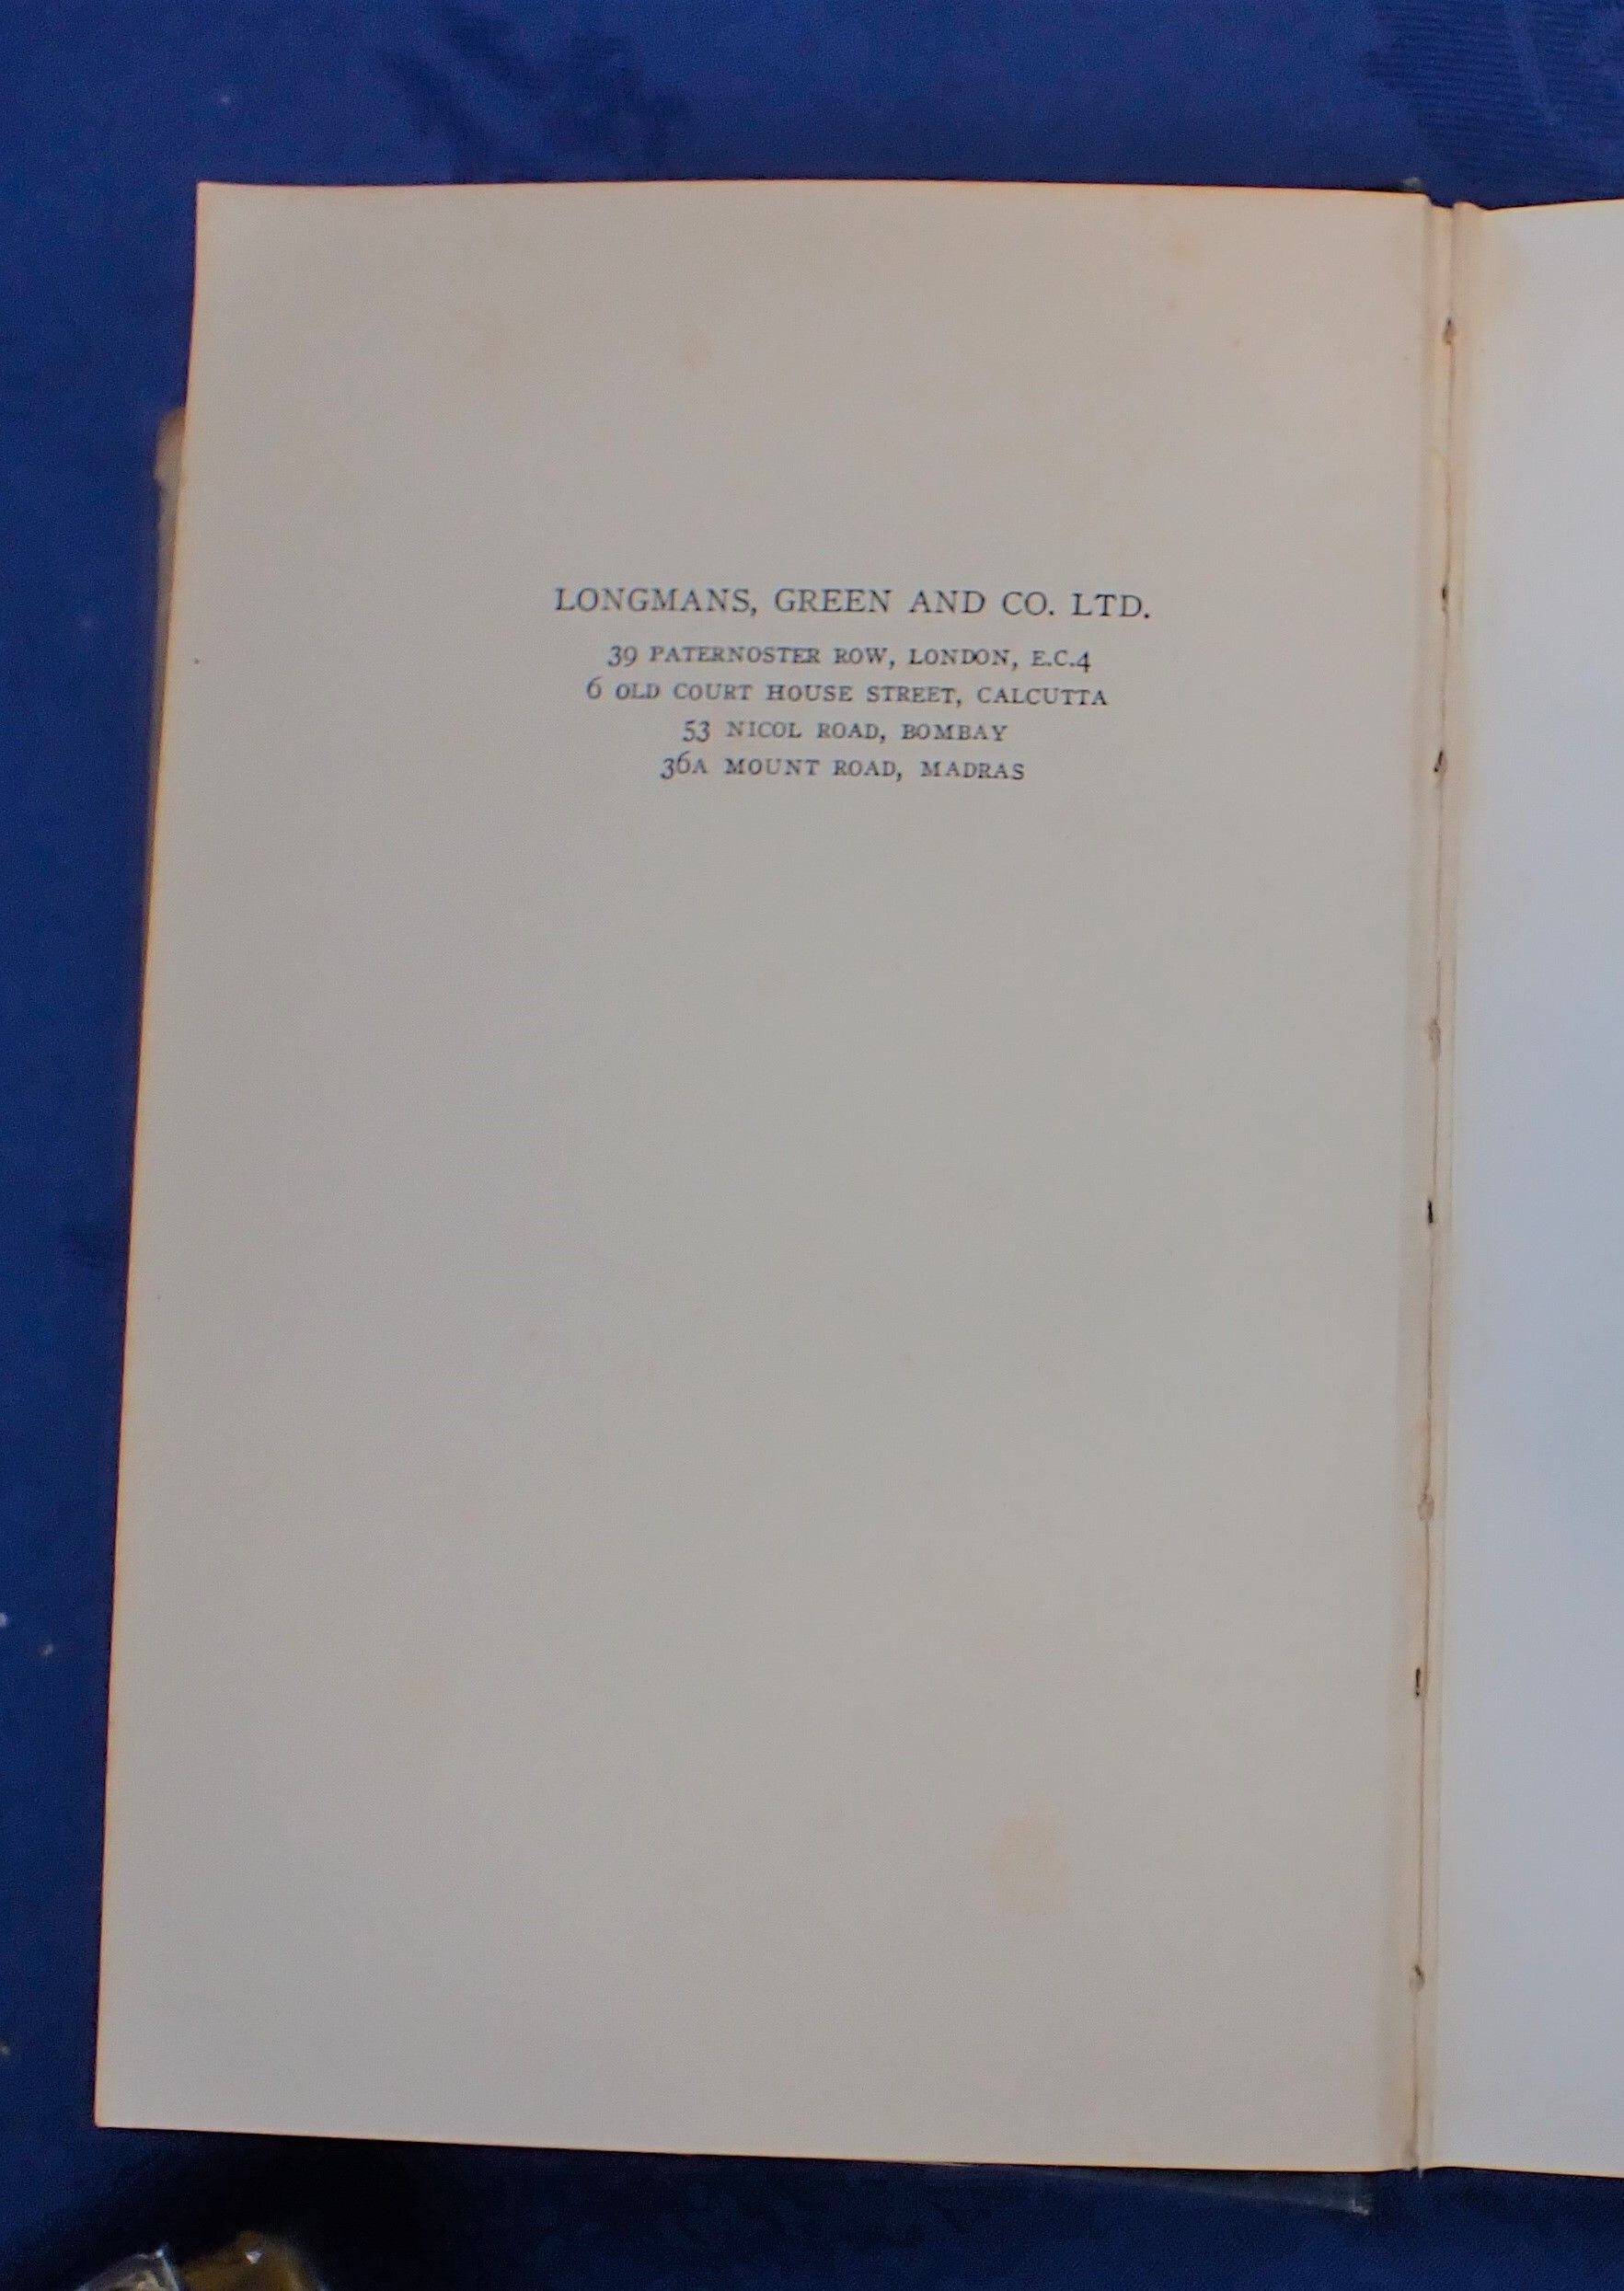 LONGMANS, GREEN AND CO. LTD.
39 PATERNOSTER ROW, LONDON, E.C.4
6 OLD COURT HOUSE STREET, CALCUTTA
53 NICOL ROAD, BOMBAY
36A MOUNT ROAD, MADRAS